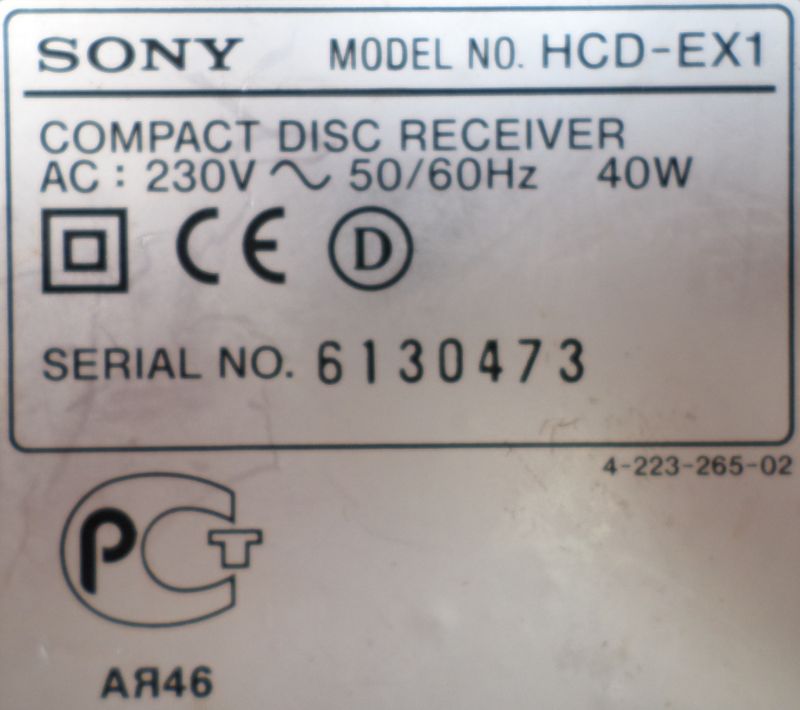 SONY MODEL NO. HCD-EX1
COMPACT DISC RECEIVER
AC : 230V ~ 50/60Hz 40W
CE D
SERIAL NO. 6130473
4-223-265-02
РСТ
АЯ46